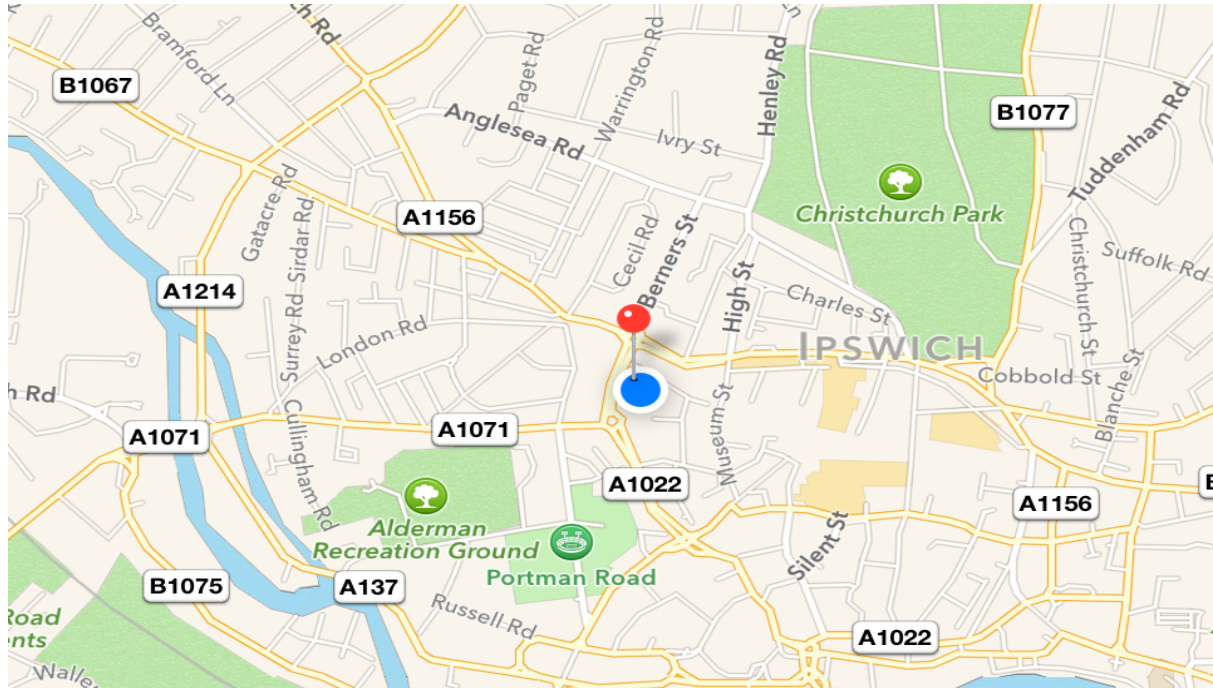 B1067
Bramford Ln
h Rd
Paget Rd
Warrington Rd
Henley Rd
Ln
B1077
Tuddenham Rd
Anglesea Rd
Ivry St
Christchurch Park
A1156
Gatacre Rd
Sirdar Rd
Surrey Rd
Cecil Rd
Berners St
High St
Charles St
Christchurch St
Suffolk Rd
A1214
London Rd
IPSWICH
Cobbold St
Blanche St
h Rd
A1071
Cullingham Rd
A1071
Museum St
A1022
Alderman
Recreation Ground
Portman Road
Silent St
A1156
B1075
A137
Russell Rd
A1022
Road
ents
Walle